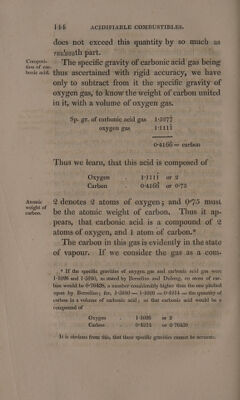 144 ACIDIFIABLE COMBUSTIBLES.
does not exceed this quantity by so much as
th part.
Composi-
tion of car-
bonic acid.
The specific gravity of carbonic acid gas being
thus ascertained with rigid accuracy, we have
only to subtract from it the specific gravity of
oxygen gas, to know the weight of carbon united
in it, with a volume of oxygen gas.
Sp. gr. of carbonic acid gas 1·5277
oxygen gas 1·1111
0·4166 = carbon
Thus we learn, that this acid is composed of
Oxygen . 1·1111 or 2
Carbon . 0·4166 or 0·75
Atomic
weight of
carbon.
2 denotes 2 atoms of oxygen; and 0·75 must
be the atomic weight of carbon. Thus it ap-
pears, that carbonic acid is a compound of 2
atoms of oxygen, and 1 atom of carbon.*
The carbon in this gas is evidently in the state
of vapour. If we consider the gas as a com-
* If the specific gravities of oxygen gas and carbonic acid gas were
1·1026 and 1·5240, as stated by Berzelius and Dulong, an atom of car-
bon would be 0·76438, a number considerably higher than the one pitched
upon by Berzelius; for, 1·5240 — 1·1026 = 0·4214 = the quantity of
carbon in a volume of carbonic acid; so that carbonic acid would be a
compound of
Oxygen . 1·1026 or 2
Carbon . 0·4214 or 0·76438
It is obvious from this, that these specific gravities cannot be accurate.